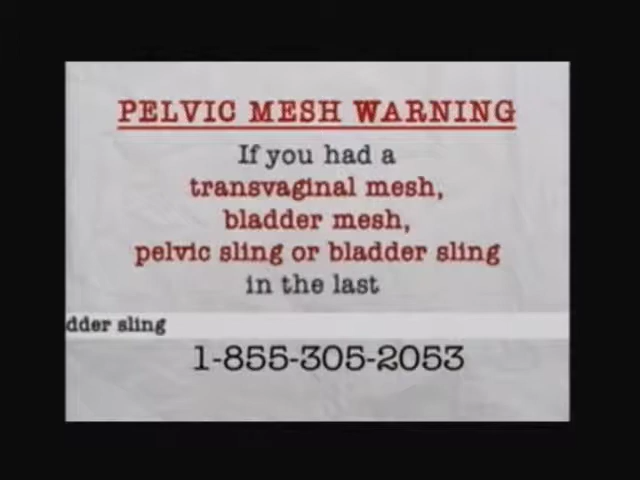 PELVIC MESH WARNING
If you had a
transvaginal mesh,
bladder mesh,
pelvic sling or bladder sling
in the last
dder sling
1-855-305-2053